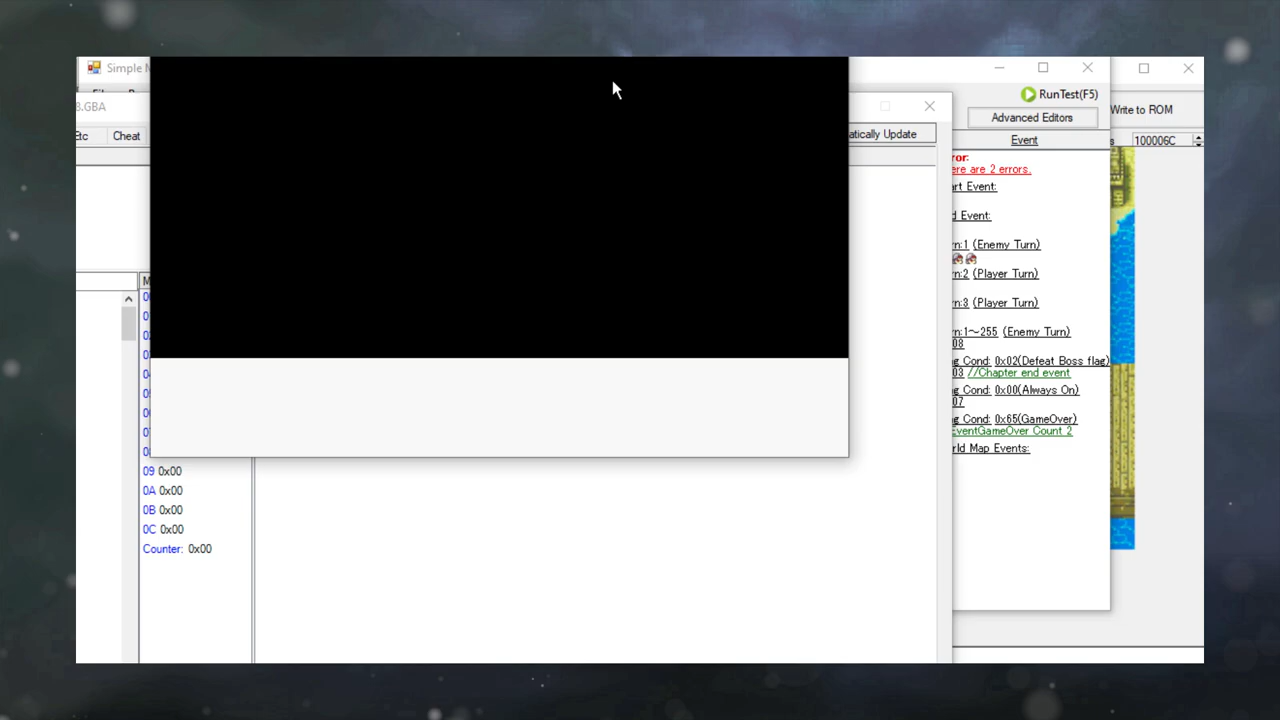 Simple
RunTest(F5)
Write to ROM
.GBA
Advanced Editors
Etc Cheat
atically Update
Event
100006C
ror:
ere are 2 errors.
art Event:
d Event:
rn:1 (Enemy Turn)
rn:2 (Player Turn)
rn:3 (Player Turn)
rn:1~255 (Enemy Turn)
08
g Cond: 0x02(Defeat Boss flag)
03 //Chapter end event
g Cond: 0x00(Always On)
07
g Cond: 0x65(GameOver)
EventGameOver Count 2
rld Map Events:
09 0x00
0A 0x00
0B 0x00
0C 0x00
Counter: 0x00